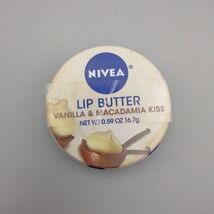 NIVEA
LIP BUTTER
VANILLA & MACADAMIA KISS
NET WT. 0.59 OZ 16.7g